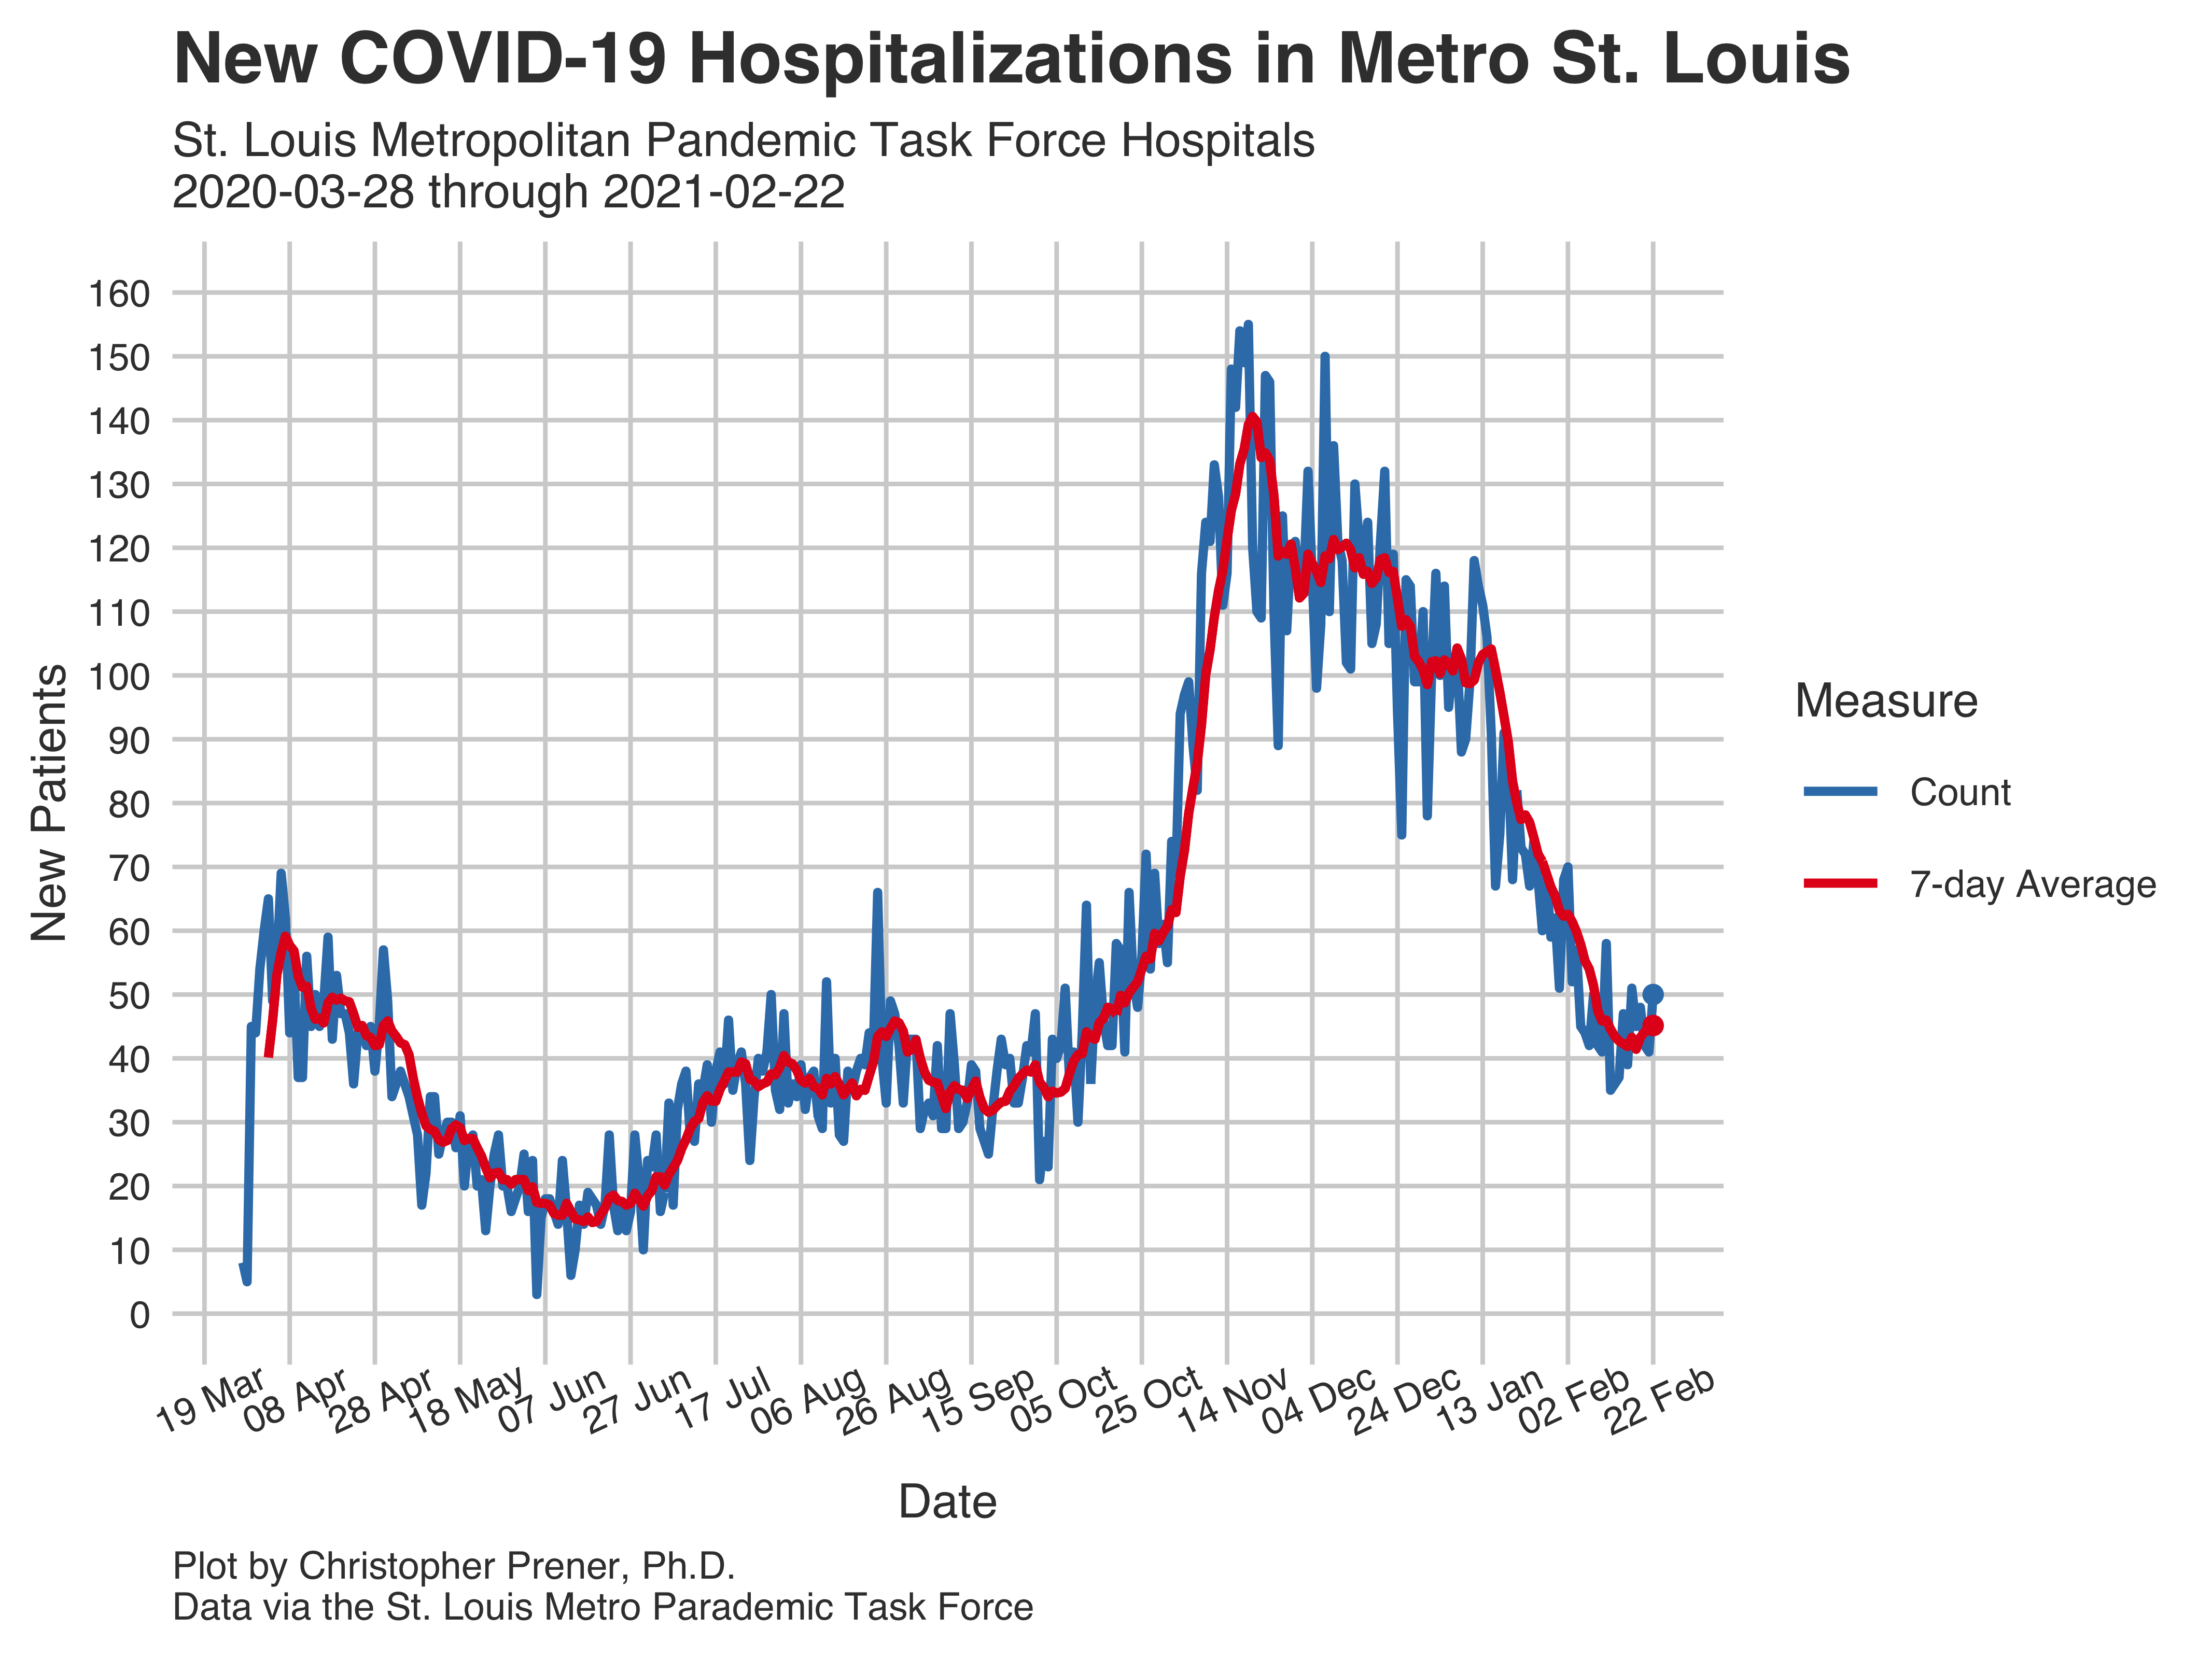 New COVID-19 Hospitalizations in Metro St. Louis
St. Louis Metropolitan Pandemic Task Force Hospitals
2020-03-28 through 2021-02-22
160
150
140
130
120
110
100
90
80
70
60
50
40
30
20
10
0
New Patients
19 Mar
08 Apr
28 Apr
18 May
07 Jun
27 Jun
17 Jul
06 Aug
26 Aug
15 Sep
05 Oct
25 Oct
14 Nov
04 Dec
24 Dec
13 Jan
02 Feb
22 Feb
Date
Measure
Count
7-day Average
Plot by Christopher Prener, Ph.D.
Data via the St. Louis Metro Parademic Task Force